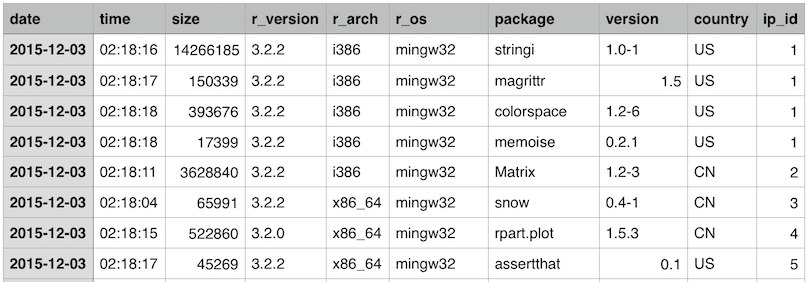 date time size r_version r_arch r_os package version country ip_id
2015-12-03 02:18:16 14266185 3.2.2 i386 mingw32 stringi 1.0-1 US 1
2015-12-03 02:18:17 150339 3.2.2 i386 mingw32 magrittr 1.5 US 1
2015-12-03 02:18:18 393676 3.2.2 i386 mingw32 colorspace 1.2-6 US 1
2015-12-03 02:18:18 17399 3.2.2 i386 mingw32 memoise 0.2.1 US 1
2015-12-03 02:18:11 3628840 3.2.2 i386 mingw32 Matrix 1.2-3 CN 2
2015-12-03 02:18:04 65991 3.2.2 x86_64 mingw32 snow 0.4-1 CN 3
2015-12-03 02:18:15 522860 3.2.0 x86_64 mingw32 rpart.plot 1.5.3 CN 4
2015-12-03 02:18:17 45269 3.2.2 x86_64 mingw32 assertthat 0.1 US 5